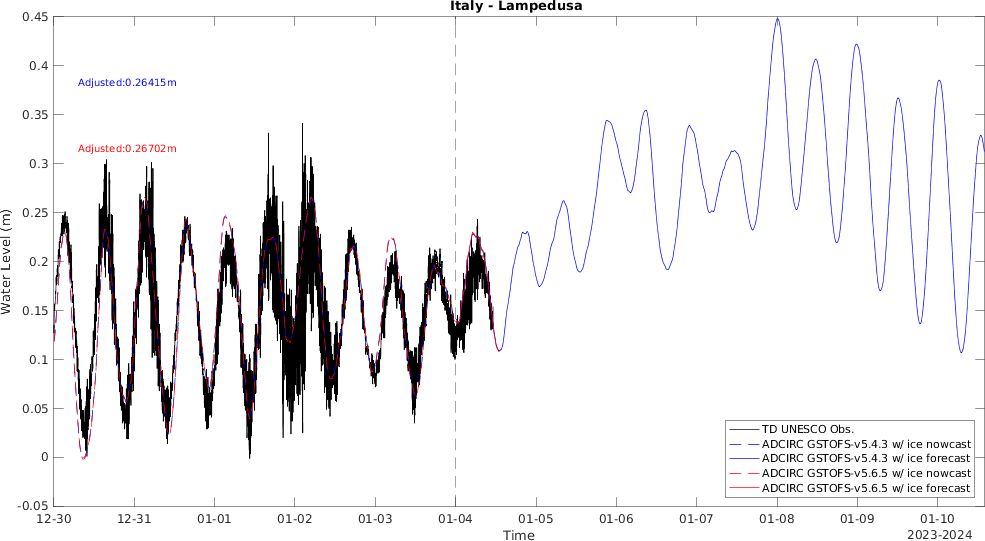 Italy - Lampedusa
0.45
0.4
0.35
0.3
0.25
0.2
0.15
0.1
0.05
0
-0.05
Water Level (m)
Adjusted:0.26415m
Adjusted:0.26702m
TD UNESCO Obs.
ADCIRC GSTOFS-v5.4.3 w/ ice nowcast
ADCIRC GSTOFS-v5.4.3 w/ ice forecast
ADCIRC GSTOFS-v5.6.5 w/ ice nowcast
ADCIRC GSTOFS-v5.6.5 w/ ice forecast
12-30 12-31 01-01 01-02 01-03 01-04 01-05 01-06 01-07 01-08 01-09 01-10
Time
2023-2024